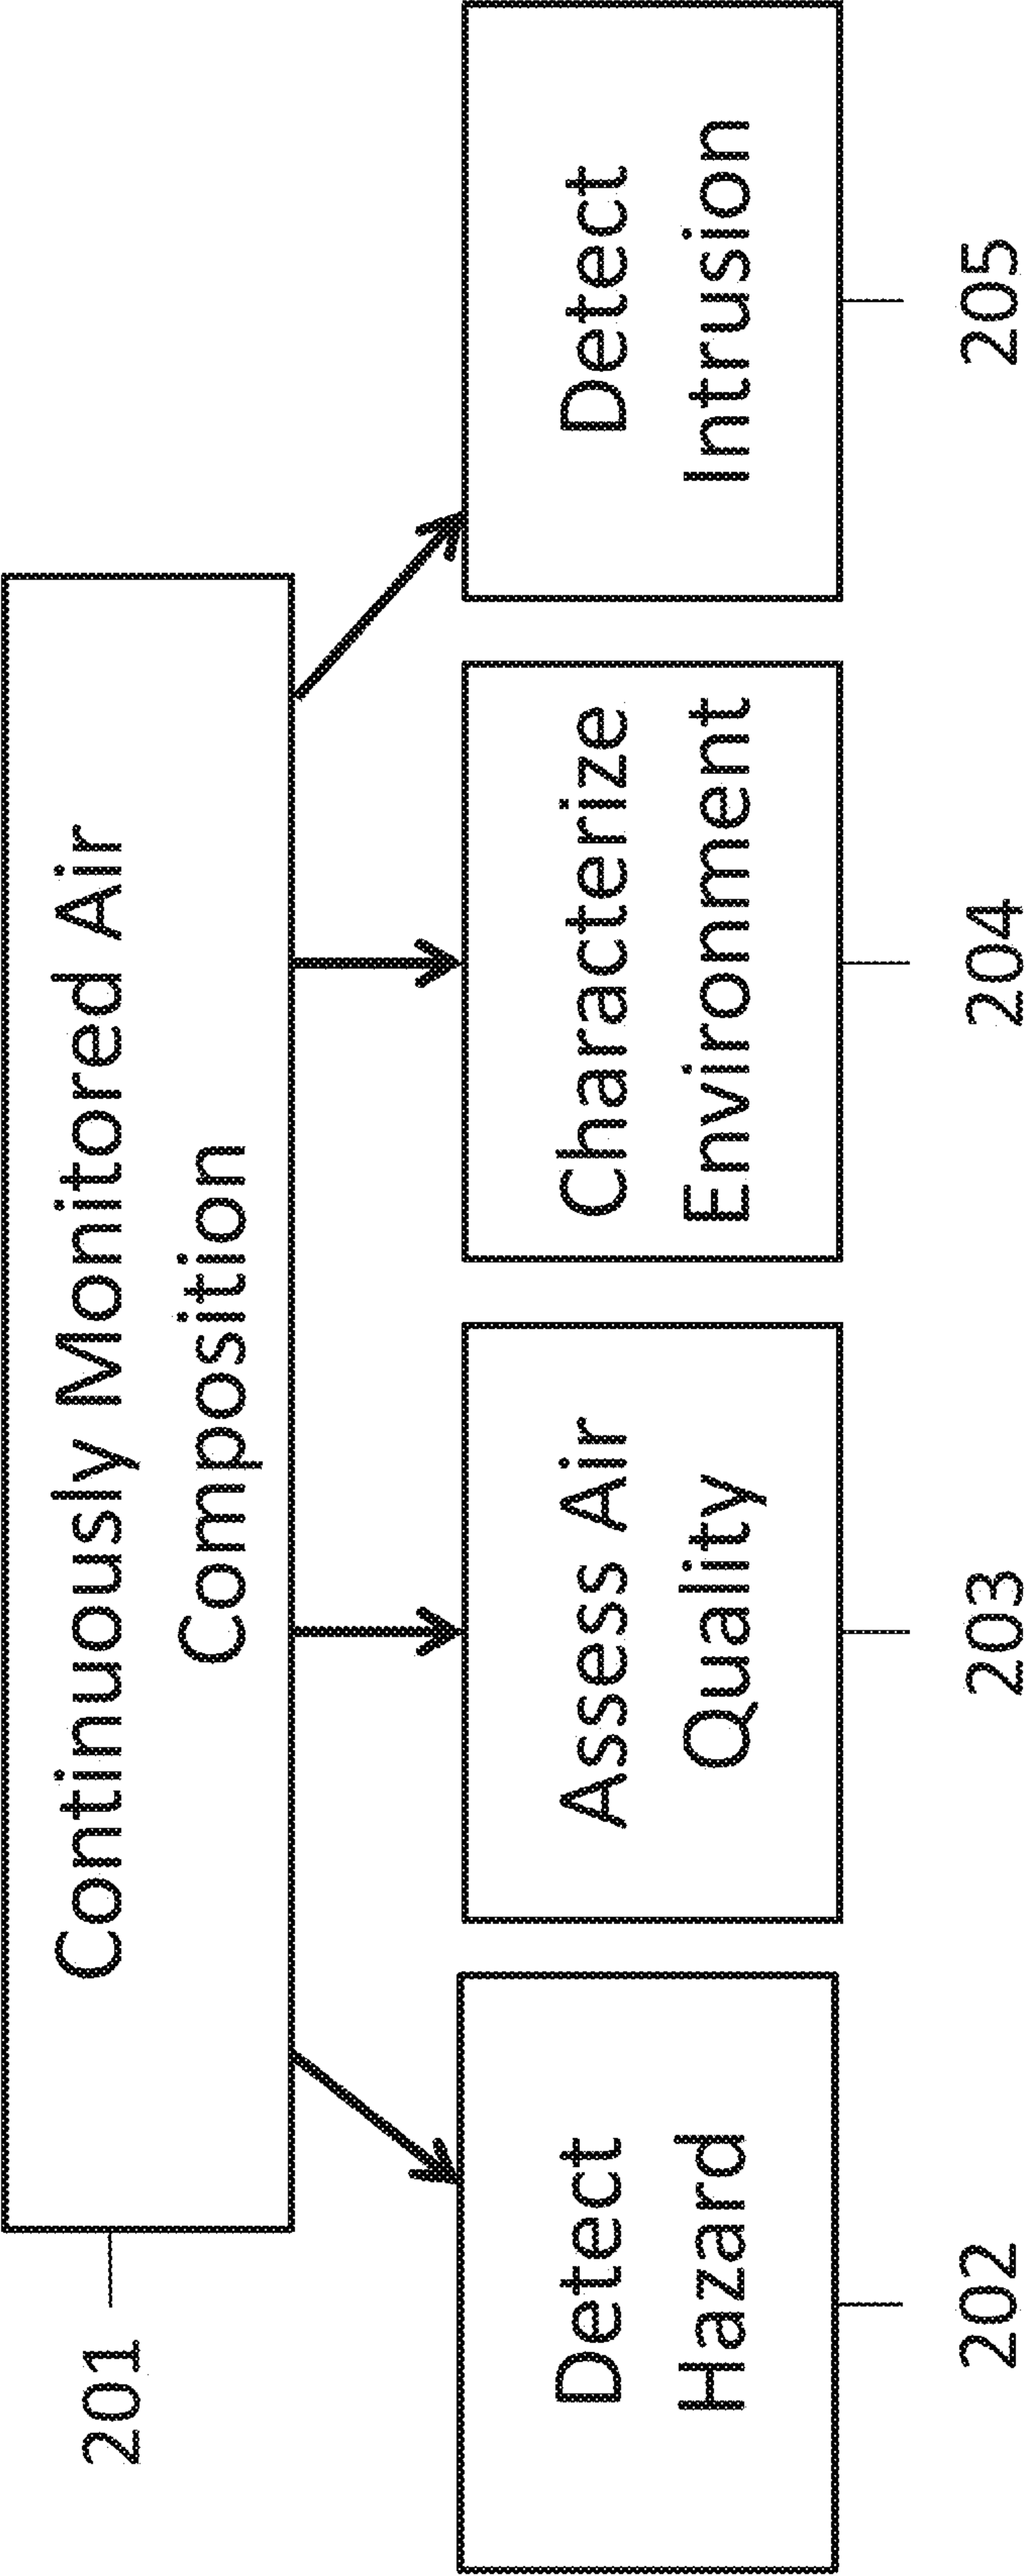 201
Continuously Monitored Air
Composition
Detect
Hazard
202
Assess Air
Quality
203
Characterize
Environment
204
Detect
Intrusion
205